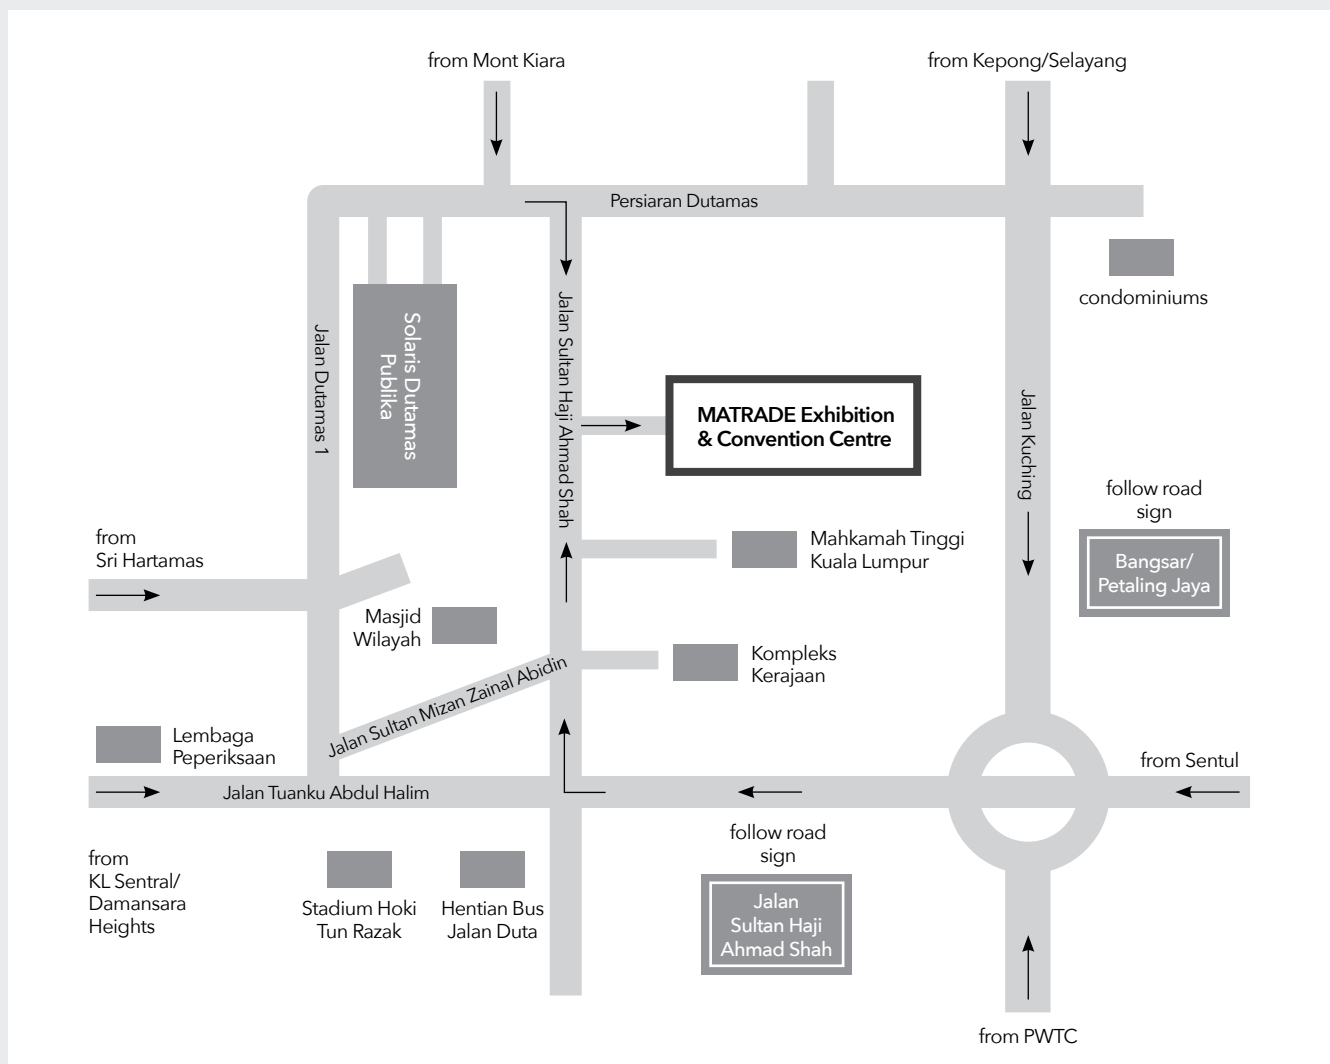 from Mont Kiara
from Kepong/Selayang
Persiaran Dutamas
condominiums
Jalan Dutamas 1
Solaris Dutamas
Publika
Jalan Sultan Haji Ahmad Shah
MATRADE Exhibition
& Convention Centre
Jalan Kuching
follow road
sign
Bangsar/
Petaling Jaya
from
Sri Hartamas
Mahkamah Tinggi
Kuala Lumpur
Masjid
Wilayah
Kompleks
Kerajaan
Jalan Sultan Mizan Zainal Abidin
Lembaga
Peperiksaan
from Sentul
Jalan Tuanku Abdul Halim
from
KL Sentral/
Damansara
Heights
Stadium Hoki
Tun Razak
Hentian Bus
Jalan Duta
follow road
sign
Jalan
Sultan Haji
Ahmad Shah
from PWTC